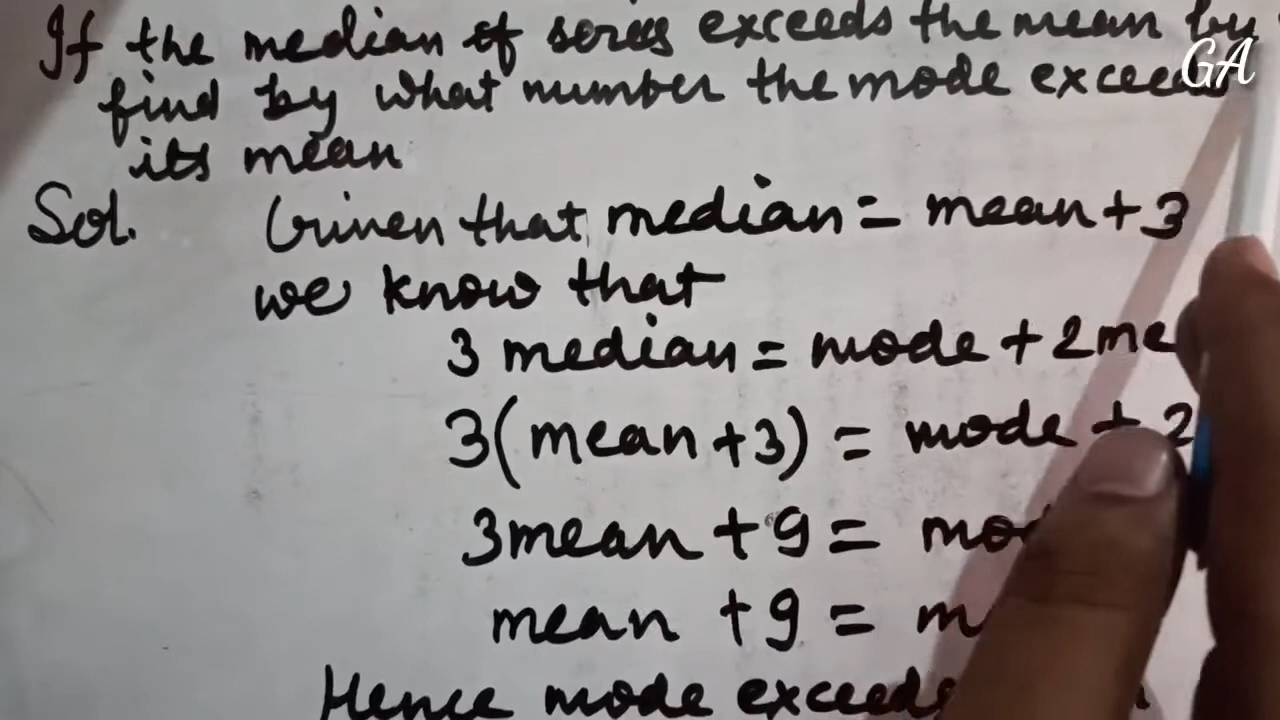 If the median of series exceeds the mean by
GA
find by what number the mode exceeds
its mean
Sol. Given that median = mean + 3
we know that
3 median = mode + 2
3(mean + 3) = mode + 2
3mean + 9 =
mean + 9 =
Hence mode exceeds